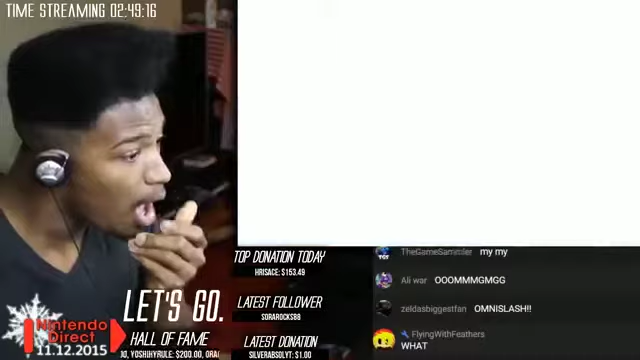 TIME STREAMING 02:49:16
TOP DONATION TODAY
HRISACE: $153.49
LET'S GO.
LATEST FOLLOWER
SORAROCKS88
HALL OF FAME
LATEST DONATION
SILVERABSOLYT: $1.00
00, YOSHIHYRULE: $200.00, ORA
Nintendo
Direct
11.12.2015
my my
Ali war OOOMMMGMGG
zeldasbiggestfan OMNISLASH!!
FlyingWithFeathers
WHAT